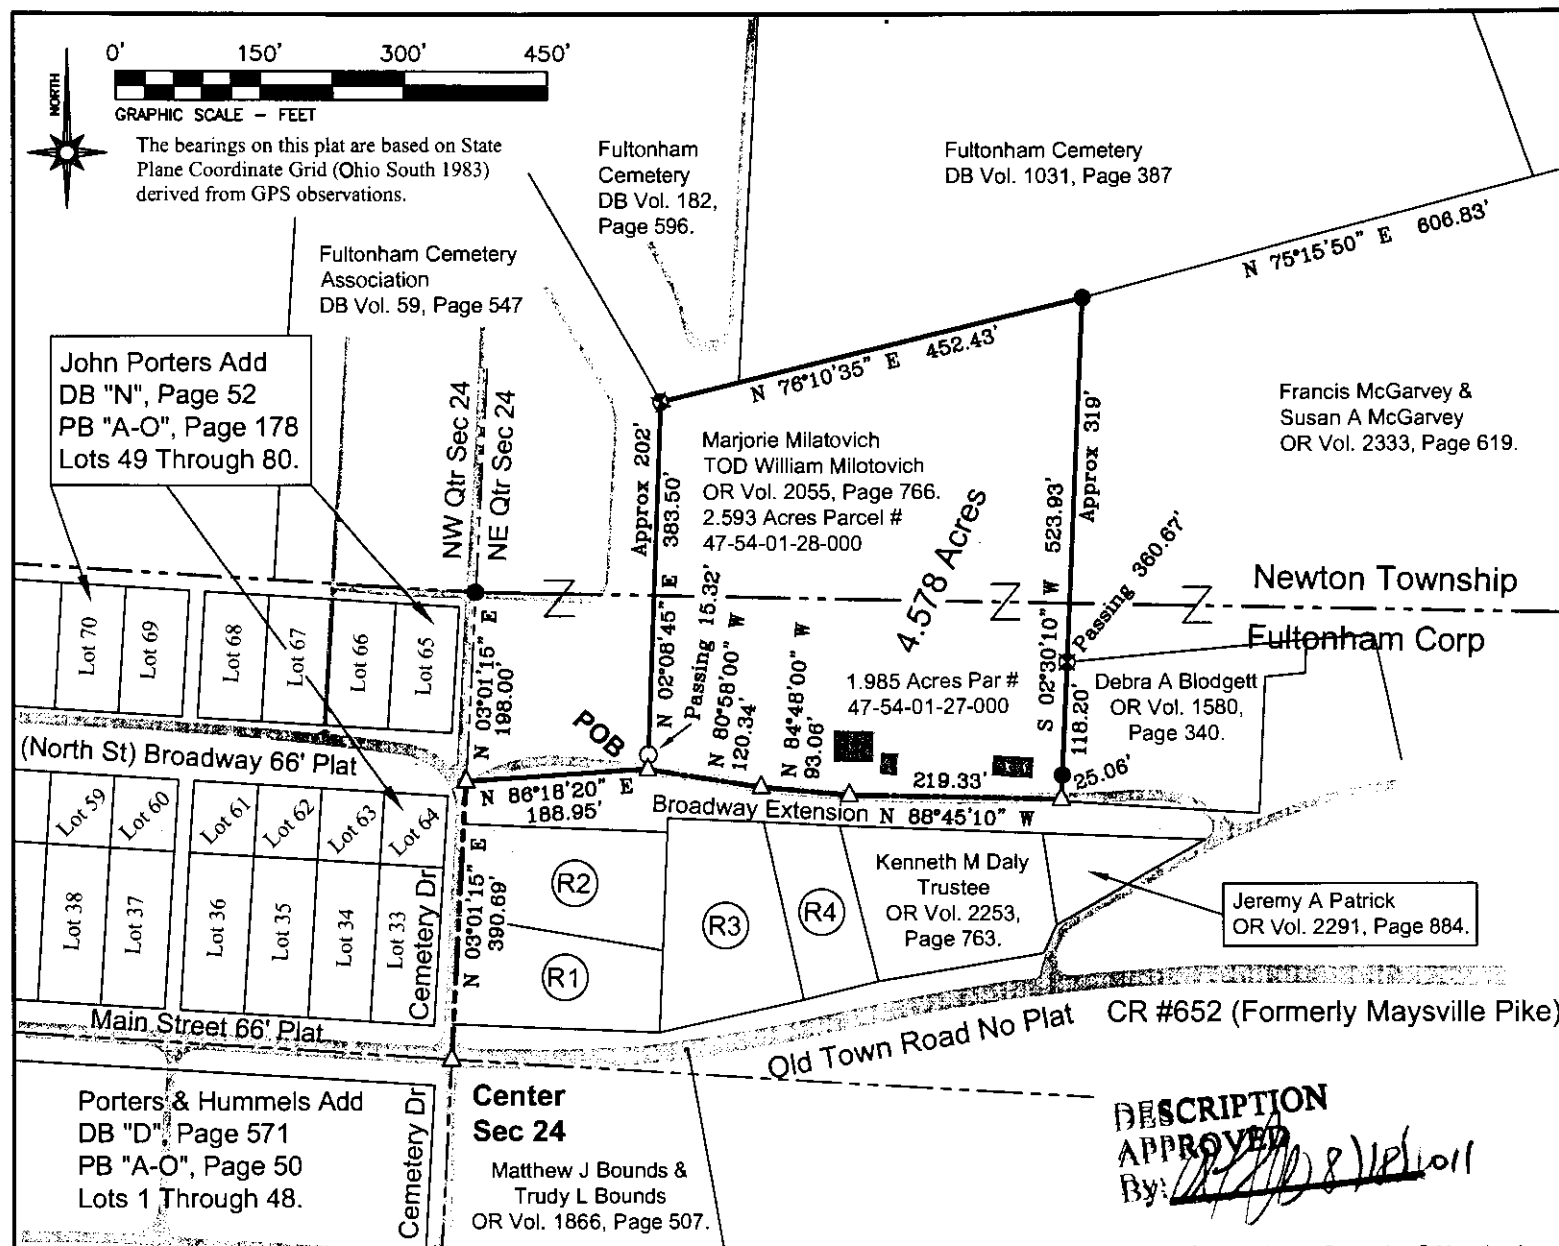 0' 150' 300' 450'
NORTH
GRAPHIC SCALE – FEET
The bearings on this plat are based on State
Plane Coordinate Grid (Ohio South 1983)
derived from GPS observations.
Fultonham
Cemetery
DB Vol. 182,
Page 596.
Fultonham Cemetery
DB Vol. 1031, Page 387
N 75°15'50" E 606.83'
Fultonham Cemetery
Association
DB Vol. 59, Page 547
John Porters Add
DB "N", Page 52
PB "A-O", Page 178
Lots 49 Through 80.
NW Qtr Sec 24
NE Qtr Sec 24
N 76°10'35" E 452.43'
Approx 202'
N 02°08'45" E 383.50'
Passing 15.32'
Marjorie Milatovich
TOD William Milotovich
OR Vol. 2055, Page 766.
2.593 Acres Parcel #
47-54-01-28-000
4.578 Acres
Approx 319'
S 02°30'10" W 523.93'
Passing 360.67'
118.20'
Francis McGarvey &
Susan A McGarvey
OR Vol. 2333, Page 619.
Newton Township
Fultonham Corp
Lot 70
Lot 69
Lot 68
Lot 67
Lot 66
Lot 65
N 03°01'15" E
198.00'
POB
N 80°58'00" W
120.34'
N 84°48'00" W
93.06'
1.985 Acres Par #
47-54-01-27-000
Debra A Blodgett
OR Vol. 1580,
Page 340.
(North St) Broadway 66' Plat
N 86°18'20" E
188.95'
219.33'
25.06'
Broadway Extension N 88°45'10" W
Lot 59
Lot 60
Lot 61
Lot 62
Lot 63
Lot 64
Lot 38
Lot 37
Lot 36
Lot 35
Lot 34
Lot 33
Cemetery Dr
N 03°01'15" E
390.69'
R2
R1
R3
R4
Kenneth M Daly
Trustee
OR Vol. 2253,
Page 763.
Jeremy A Patrick
OR Vol. 2291, Page 884.
Main Street 66' Plat
Old Town Road No Plat
CR #652 (Formerly Maysville Pike)
Porters & Hummels Add
DB "D", Page 571
PB "A-O", Page 50
Lots 1 Through 48.
Cemetery Dr
Center
Sec 24
Matthew J Bounds &
Trudy L Bounds
OR Vol. 1866, Page 507.
DESCRIPTION
APPROVED
By: